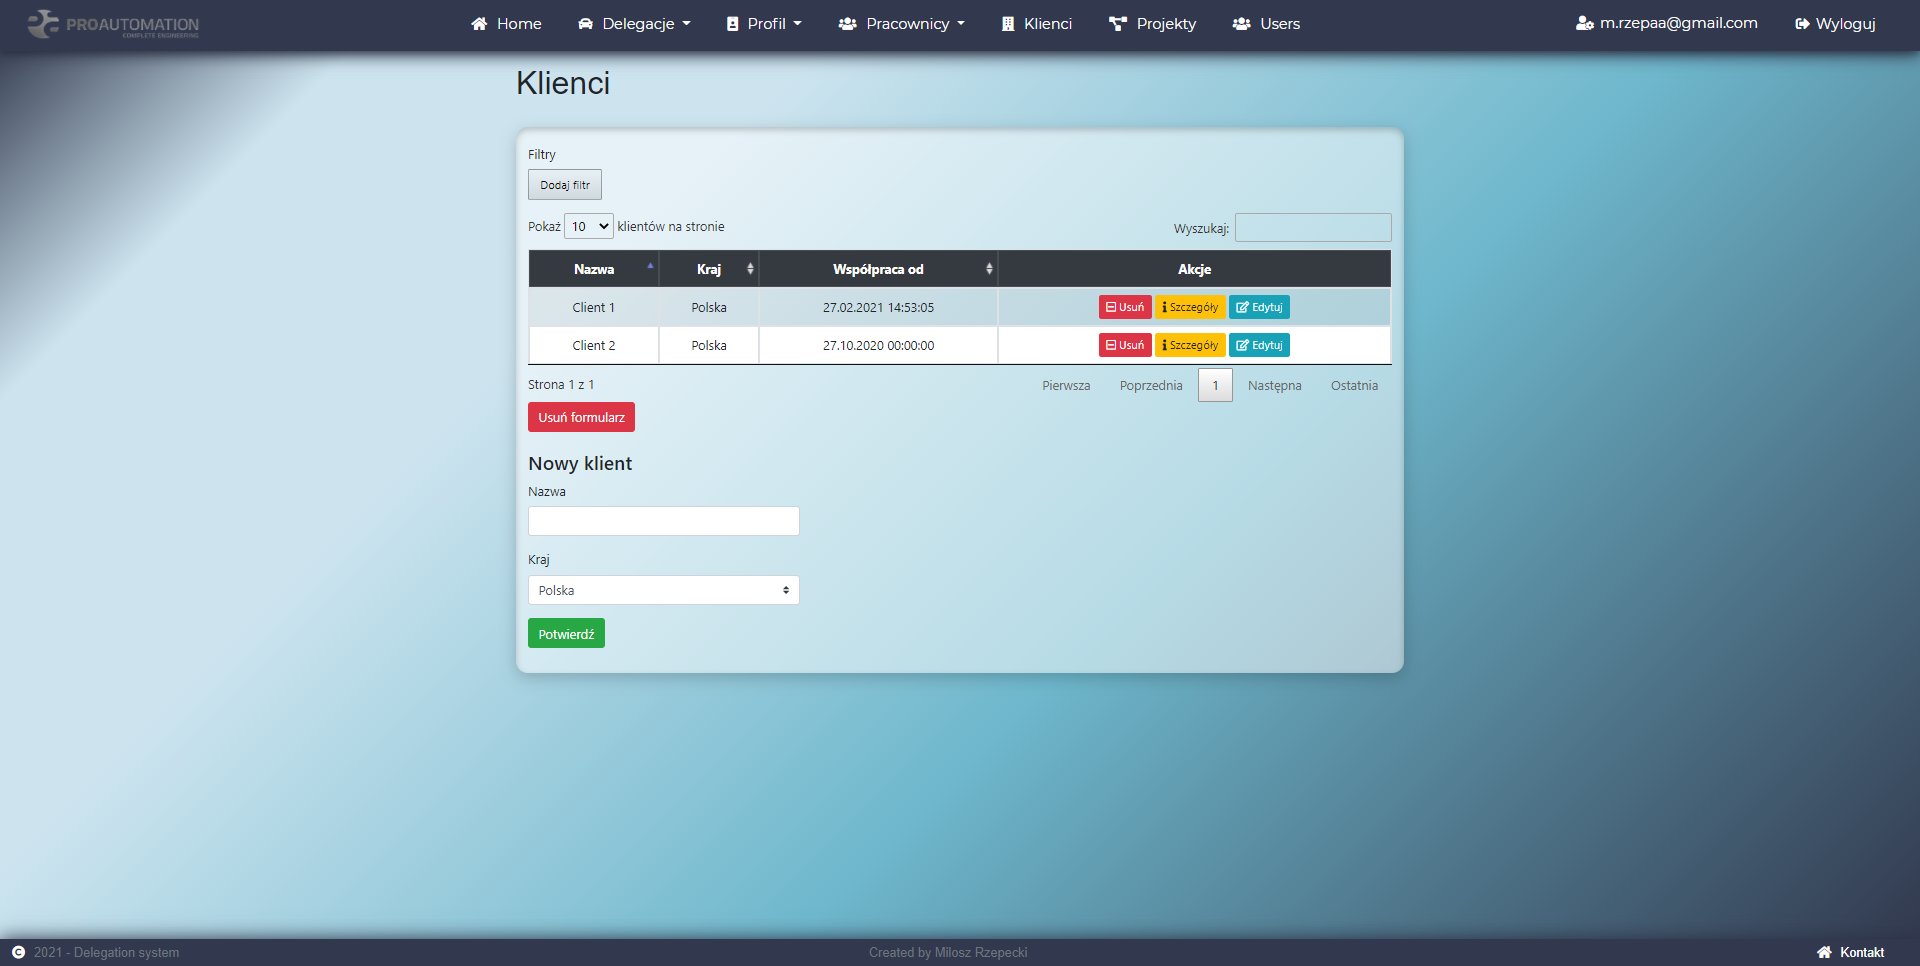 PROAUTOMATION
COMPLETE ENGINEERING
Home Delegacje Profil Pracownicy Klienci Projekty Users m.rzepaa@gmail.com Wyloguj
Klienci
Filtry
Dodaj filtr
Pokaż 10 klientów na stronie Wyszukaj:
Nazwa Kraj Współpraca od Akcje
Client 1 Polska 27.02.2021 14:53:05 Usuń Szczegóły Edytuj
Client 2 Polska 27.10.2020 00:00:00 Usuń Szczegóły Edytuj
Strona 1 z 1 Pierwsza Poprzednia 1 Następna Ostatnia
Usuń formularz
Nowy klient
Nazwa
Kraj
Polska
Potwierdź
2021 - Delegation system Created by Milosz Rzepecki Kontakt